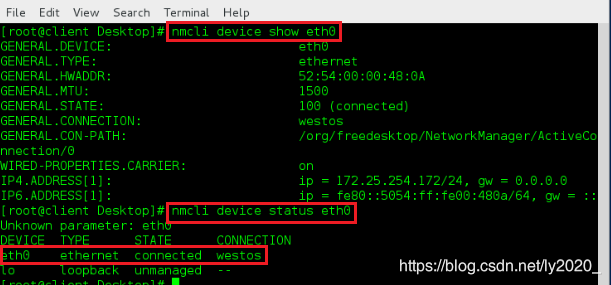 File Edit View Search Terminal Help
[root@client Desktop]# nmcli device show eth0
GENERAL.DEVICE: eth0
GENERAL.TYPE: ethernet
GENERAL.HWADDR: 52:54:00:00:48:0A
GENERAL.MTU: 1500
GENERAL.STATE: 100 (connected)
GENERAL.CONNECTION: westos
GENERAL.CON-PATH: /org/freedesktop/NetworkManager/ActiveCo
nnection/0
WIRED-PROPERTIES.CARRIER: on
IP4.ADDRESS[1]: ip = 172.25.254.172/24, gw = 0.0.0.0
IP6.ADDRESS[1]: ip = fe80::5054:ff:fe00:480a/64, gw = ::
[root@client Desktop]# nmcli device status eth0
Unknown parameter: eth0
DEVICE TYPE STATE CONNECTION
eth0 ethernet connected westos
lo loopback unmanaged --
[root@client Desktop]#
https://blog.csdn.net/ly2020_